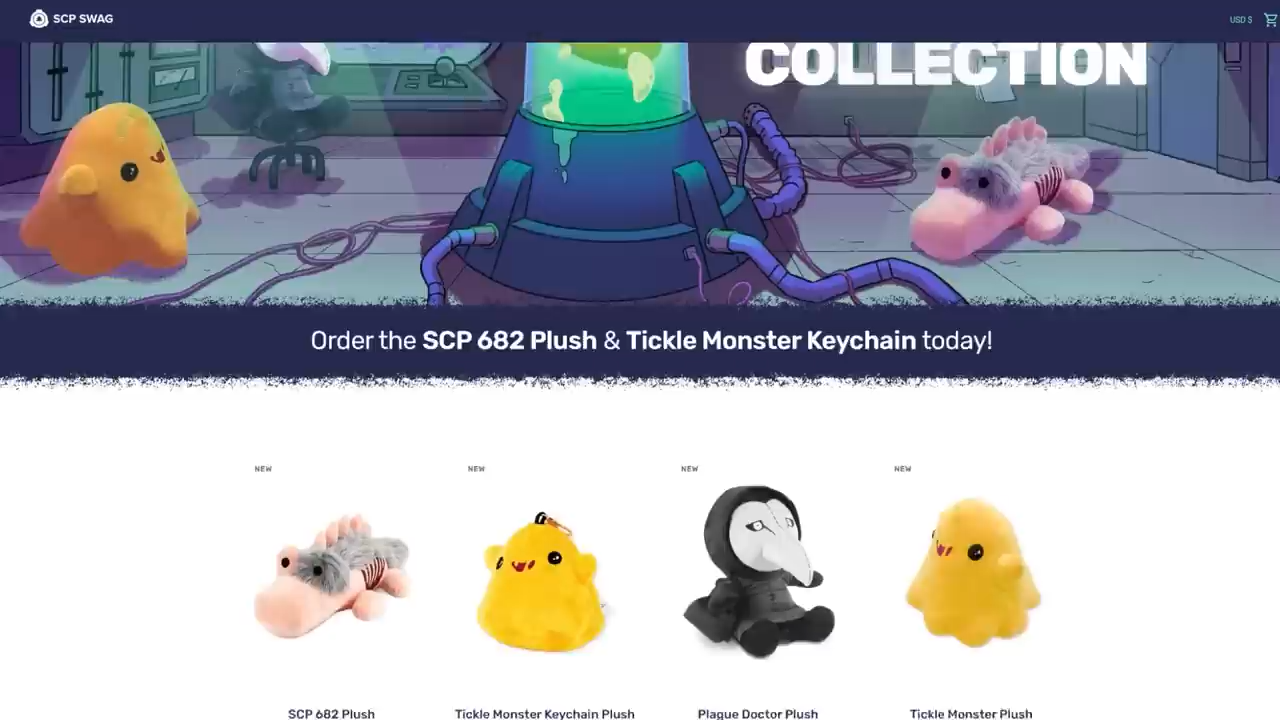 SCP SWAG
USD $
COLLECTION
Order the SCP 682 Plush & Tickle Monster Keychain today!
NEW
NEW
NEW
NEW
SCP 682 Plush
Tickle Monster Keychain Plush
Plague Doctor Plush
Tickle Monster Plush